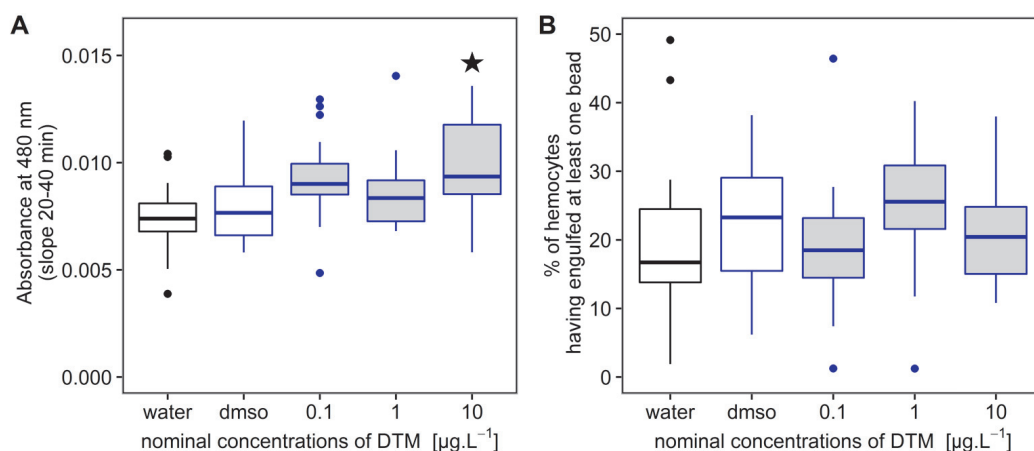 A
Absorbance at 480 nm
(slope 20-40 min)
0.015
0.010
0.005
0.000
water dmso 0.1 1 10
nominal concentrations of DTM [µg.L⁻¹]
B
% of hemocytes
having engulfed at least one bead
50
40
30
20
10
0
water dmso 0.1 1 10
nominal concentrations of DTM [µg.L⁻¹]